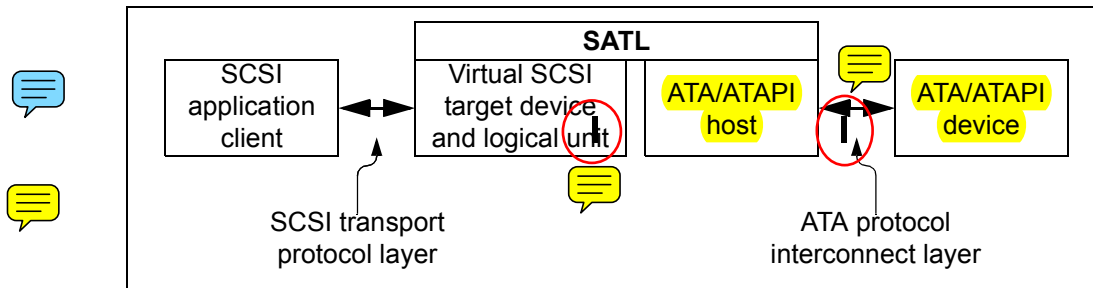 SATL
SCSI
application
client
Virtual SCSI
target device
and logical unit
ATA/ATAPI
host
ATA/ATAPI
device
SCSI transport
protocol layer
ATA protocol
interconnect layer